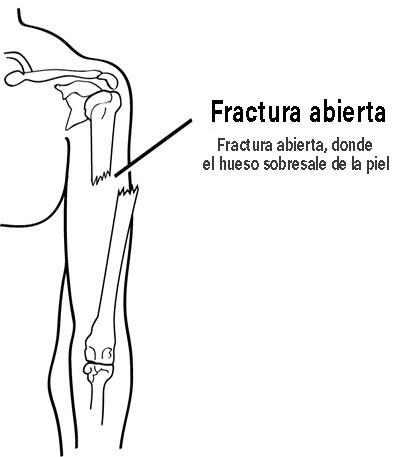 Fractura abierta
Fractura abierta, donde
el hueso sobresale de la piel